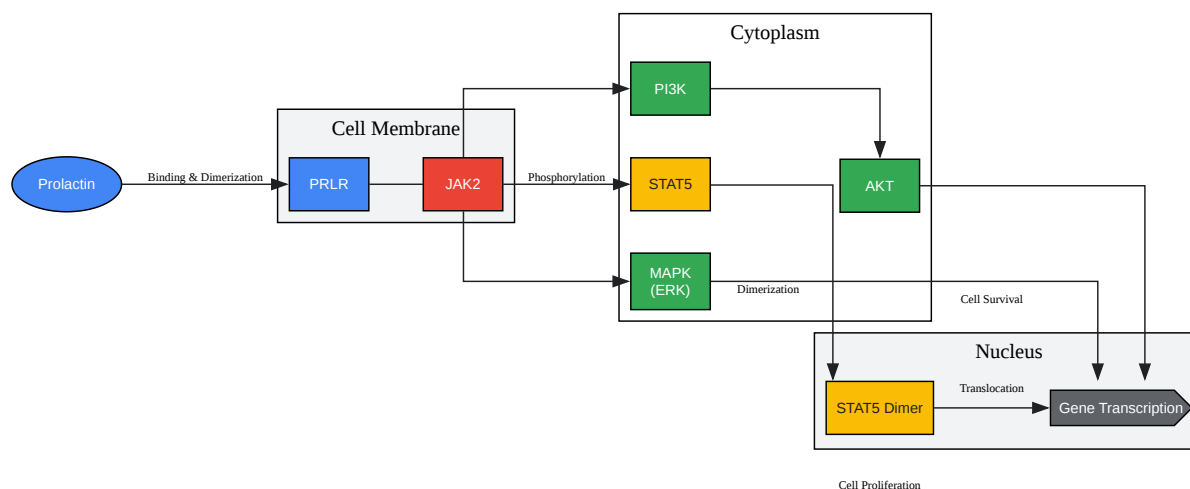 Cytoplasm
PI3K
Cell Membrane
Prolactin
Binding & Dimerization
PRLR
JAK2
Phosphorylation
STAT5
AKT
MAPK
(ERK)
Dimerization
Cell Survival
Nucleus
STAT5 Dimer
Translocation
Gene Transcription
Cell Proliferation